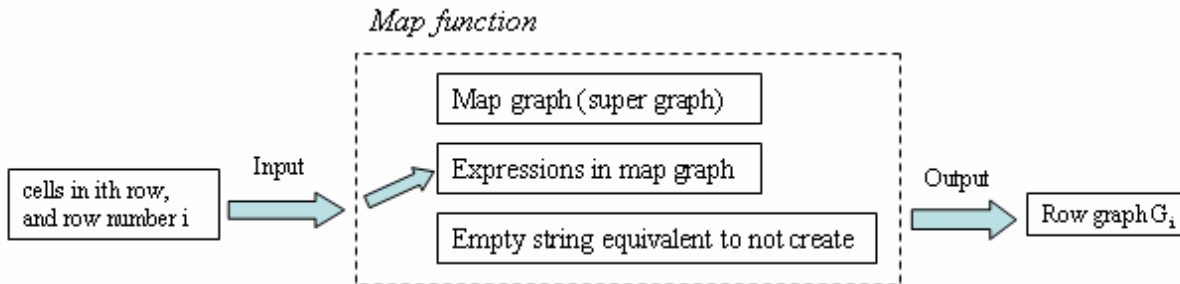 Map function
Map graph (super graph)
Input
Expressions in map graph
Output
cells in ith row,
and row number i
Row graph Gi
Empty string equivalent to not create